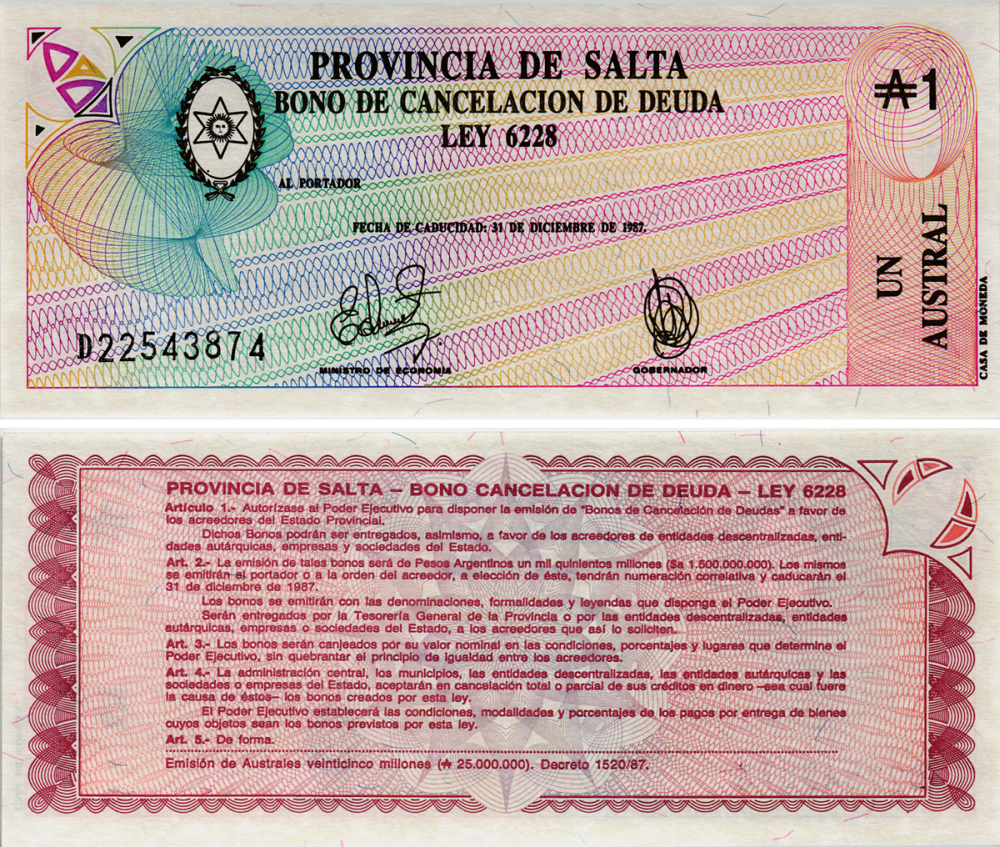 PROVINCIA DE SALTA
BONO DE CANCELACION DE DEUDA
LEY 6228
₳1
AL PORTADOR
FECHA DE CADUCIDAD: 31 DE DICIEMBRE DE 1987.
UN
AUSTRAL
CASA DE MONEDA
D22543874
MINISTRO DE ECONOMIA
GOBERNADOR
PROVINCIA DE SALTA – BONO CANCELACION DE DEUDA – LEY 6228
Artículo 1.- Autorízase al Poder Ejecutivo para disponer la emisión de "Bonos de Cancelación de Deudas" a favor de
los acreedores del Estado Provincial.
Dichos Bonos podrán ser entregados, asimismo, a favor de los acreedores de entidades descentralizadas, enti-
dades autárquicas, empresas y sociedades del Estado.
Art. 2.- La emisión de tales bonos será de Pesos Argentinos un mil quinientos millones ($a 1.500.000.000). Los mismos
se emitirán al portador o a la orden del acreedor, a elección de éste, tendrán numeración correlativa y caducarán el
31 de diciembre de 1987.
Los bonos se emitirán con las denominaciones, formalidades y leyendas que disponga el Poder Ejecutivo.
Serán entregados por la Tesorería General de la Provincia o por las entidades descentralizadas, entidades
autárquicas, empresas o sociedades del Estado, a los acreedores que así lo soliciten.
Art. 3.- Los bonos serán canjeados por su valor nominal en las condiciones, porcentajes y lugares que determine el
Poder Ejecutivo, sin quebrantar el principio de igualdad entre los acreedores.
Art. 4.- La administración central, los municipios, las entidades descentralizadas, las entidades autárquicas y las
sociedades o empresas del Estado, aceptarán en cancelación total o parcial de sus créditos en dinero –sea cual fuere
la causa de éstos– los bonos creados por esta ley.
El Poder Ejecutivo establecerá las condiciones, modalidades y porcentajes de los pagos por entrega de bienes
cuyos objetos sean los bonos previstos por esta ley.
Art. 5.- De forma.
Emisión de Australes veinticinco millones (₳ 25.000.000). Decreto 1520/87.